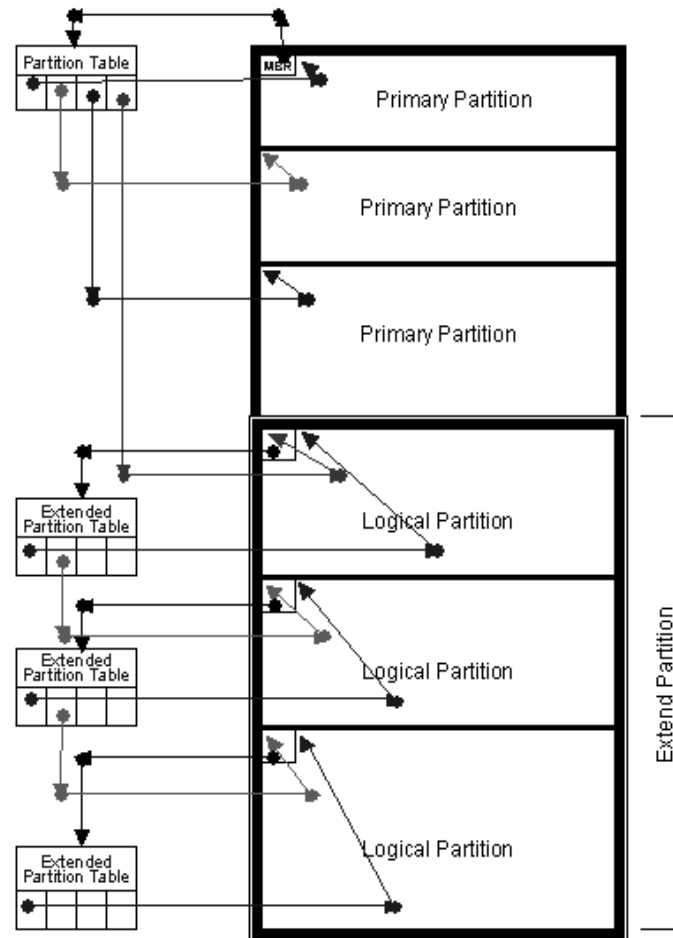 Partition Table
MBR
Primary Partition
Primary Partition
Primary Partition
Extended
Partition Table
Logical Partition
Extended
Partition Table
Logical Partition
Extend Partition
Extended
Partition Table
Logical Partition